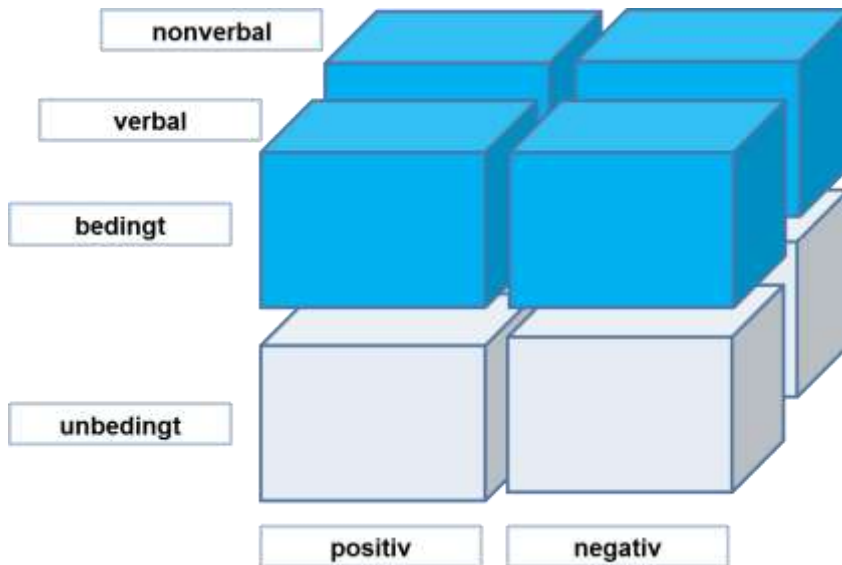 nonverbal
verbal
bedingt
unbedingt
positiv
negativ